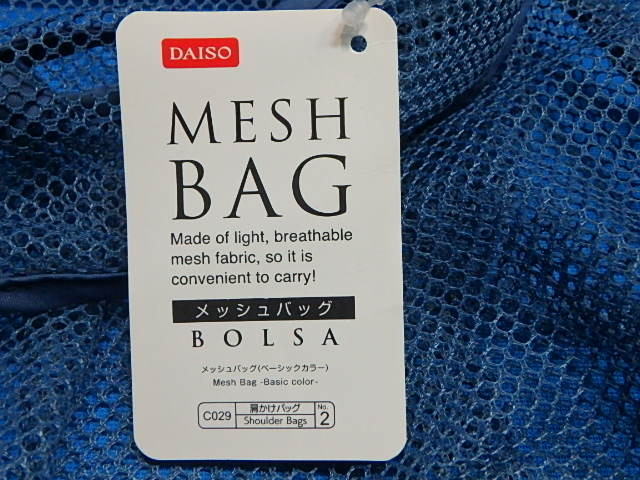 DAISO
MESH
BAG
Made of light, breathable
mesh fabric, so it is
convenient to carry!
メッシュバッグ
BOLSA
メッシュバッグ(ベーシックカラー)
Mesh Bag -Basic color-
C029 肩かけバッグ No.
Shoulder Bags 2